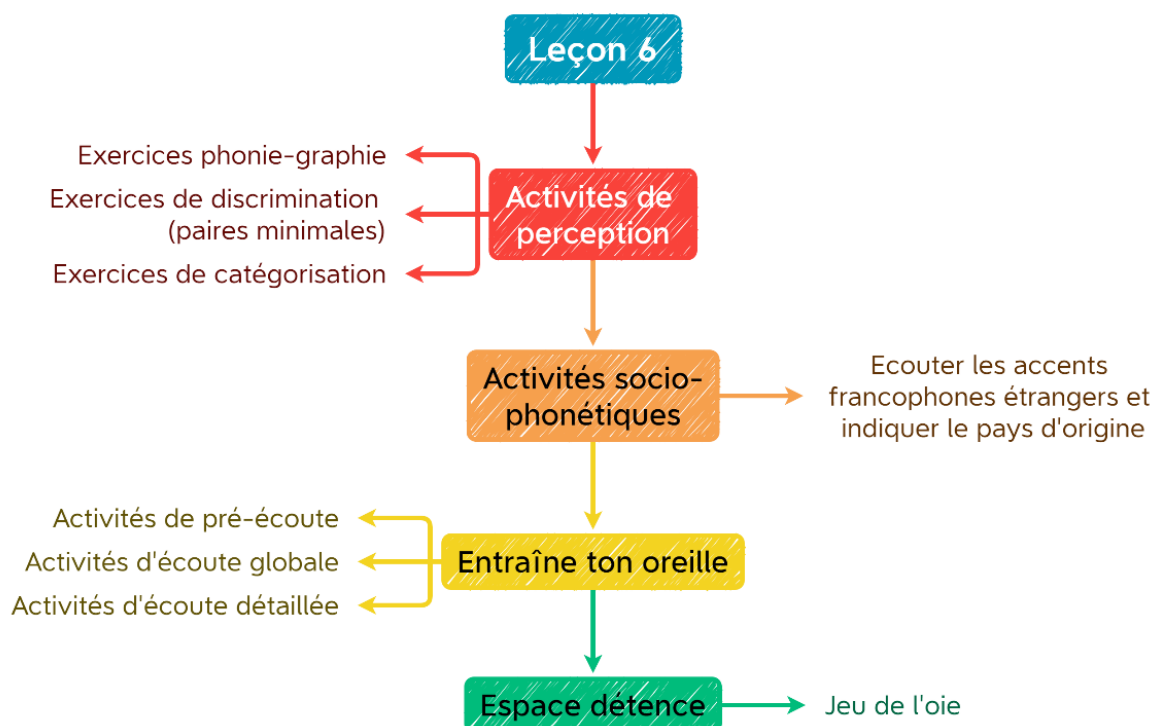 Leçon 6
Exercices phonie-graphie
Exercices de discrimination
(paires minimales)
Exercices de catégorisation
Activités de
perception
Activités socio-
phonétiques
Ecouter les accents
francophones étrangers et
indiquer le pays d'origine
Activités de pré-écoute
Activités d'écoute globale
Activités d'écoute détaillée
Entraîne ton oreille
Espace détence
Jeu de l'oie